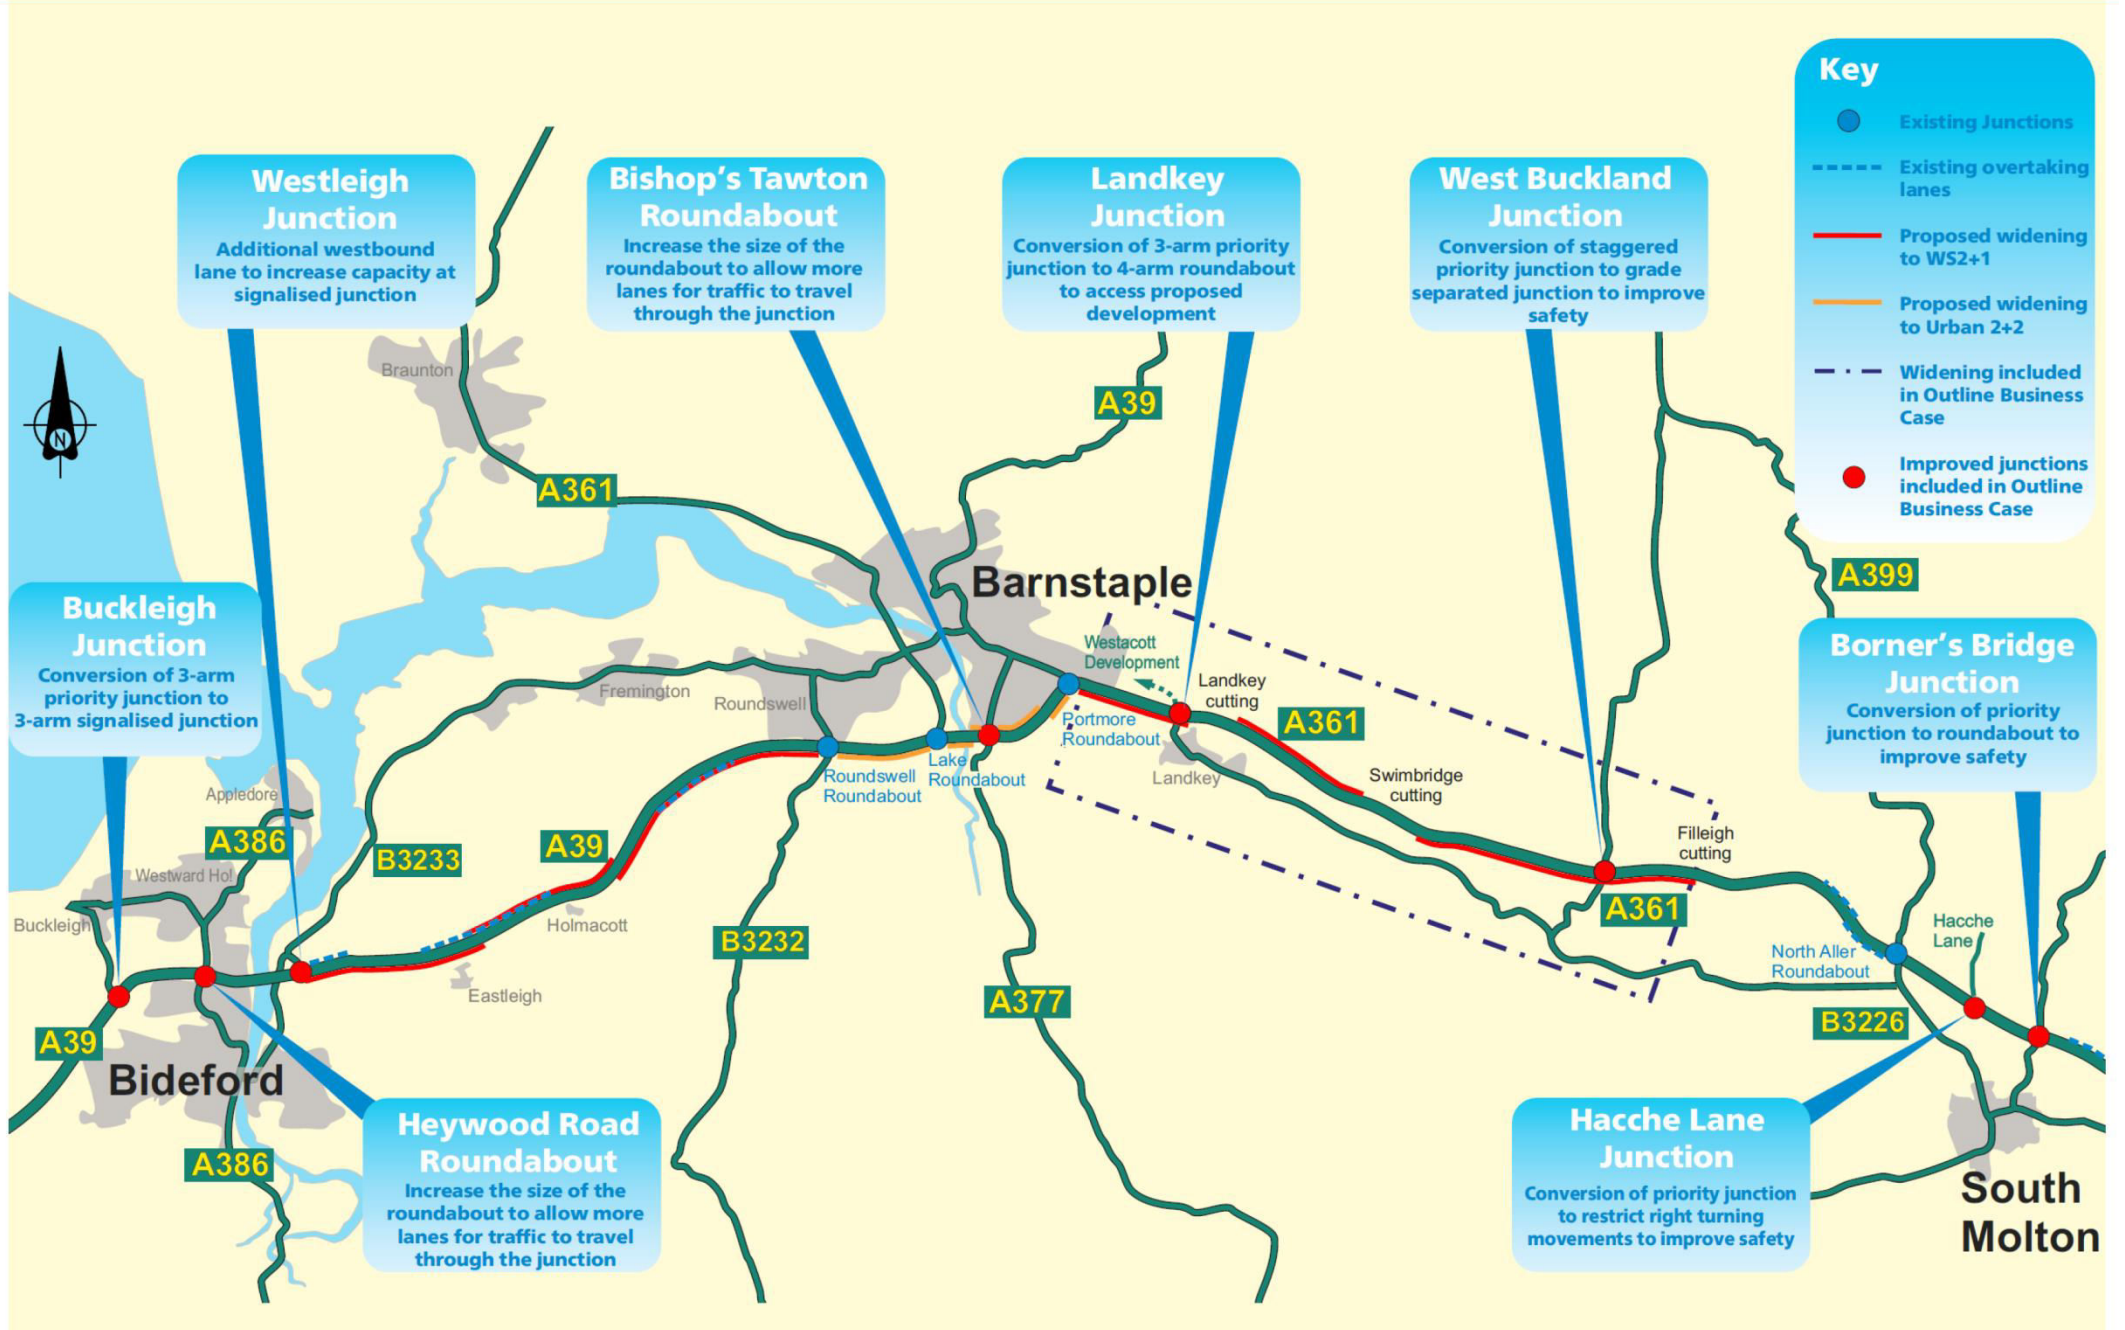 Key
Existing Junctions
Existing overtaking
lanes
Proposed widening
to WS2+1
Proposed widening
to Urban 2+2
Widening included
in Outline Business
Case
Improved junctions
included in Outline
Business Case
Westleigh
Junction
Additional westbound
lane to increase capacity at
signalised junction
Bishop's Tawton
Roundabout
Increase the size of the
roundabout to allow more
lanes for traffic to travel
through the junction
Landkey
Junction
Conversion of 3-arm priority
junction to 4-arm roundabout
to access proposed
development
West Buckland
Junction
Conversion of staggered
priority junction to grade
separated junction to improve
safety
Braunton
N
A39
A361
A399
Barnstaple
Buckleigh
Junction
Conversion of 3-arm
priority junction to
3-arm signalised junction
Borner's Bridge
Junction
Conversion of priority
junction to roundabout to
improve safety
Westacott
Development
Landkey
cutting
Fremington
Roundswell
A361
Portmore
Roundabout
Lake
Roundabout
Roundswell
Roundabout
Landkey
Swimbridge
cutting
Appledore
A386
B3233
A39
Filleigh
cutting
Westward Ho!
Buckleigh
Holmacott
B3232
A361
Hacche
Lane
North Aller
Roundabout
Eastleigh
A377
B3226
A39
Bideford
A386
Heywood Road
Roundabout
Increase the size of the
roundabout to allow more
lanes for traffic to travel
through the junction
Hacche Lane
Junction
Conversion of priority junction
to restrict right turning
movements to improve safety
South
Molton